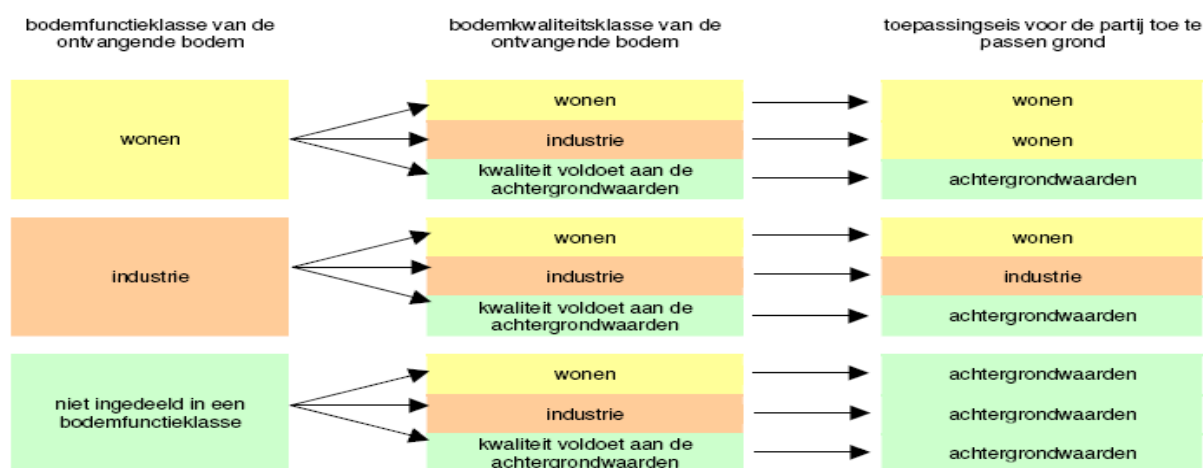 bodemfunctieklasse van de
ontvangende bodem
bodemkwaliteitsklasse van de
ontvangende bodem
toepassingseis voor de partij toe te
passen grond
wonen
wonen
wonen
industrie
wonen
kwaliteit voldoet aan de
achtergrondwaarden
achtergrondwaarden
industrie
wonen
wonen
industrie
industrie
kwaliteit voldoet aan de
achtergrondwaarden
achtergrondwaarden
niet ingedeeld in een
bodemfunctieklasse
wonen
achtergrondwaarden
industrie
achtergrondwaarden
kwaliteit voldoet aan de
achtergrondwaarden
achtergrondwaarden